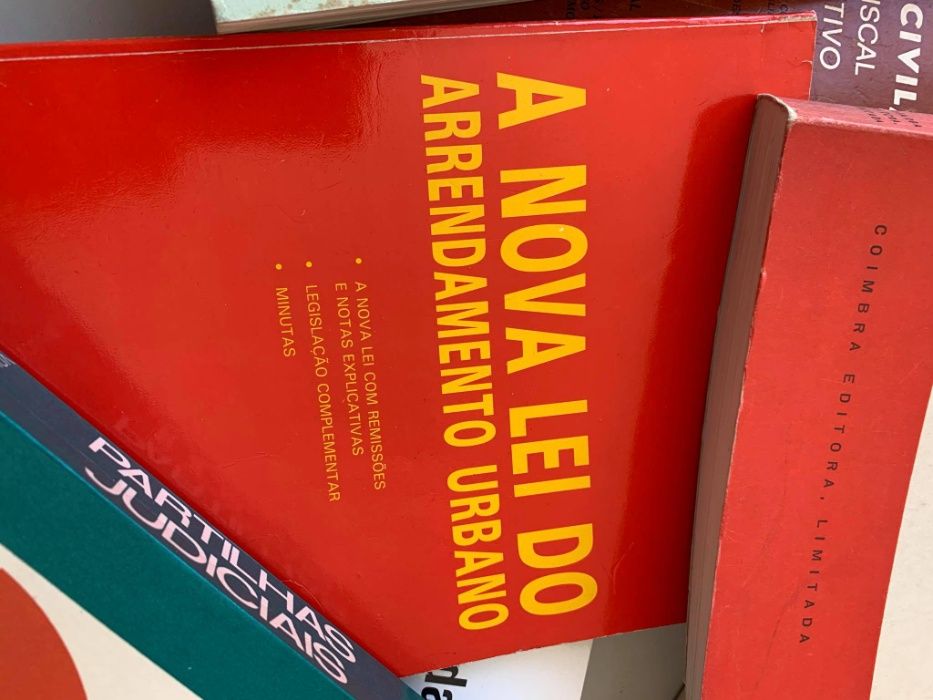 A NOVA LEI DO
ARRENDAMENTO URBANO
• A NOVA LEI COM REMISSÕES
E NOTAS EXPLICATIVAS
• LEGISLAÇÃO COMPLEMENTAR
• MINUTAS
COIMBRA EDITORA, LIMITADA
PARTILHAS
JUDICIAIS
CIVIL,
ISCAL
TIVO